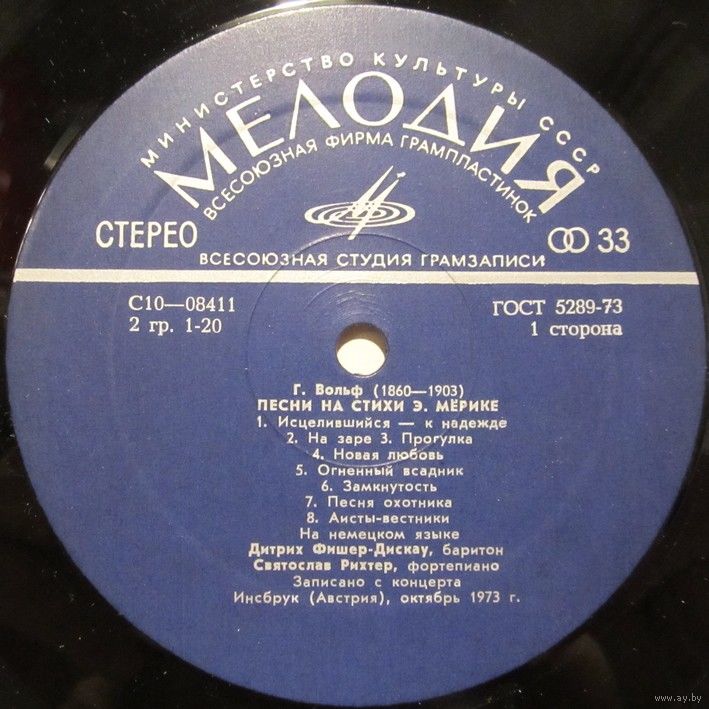 МИНИСТЕРСТВО КУЛЬТУРЫ СССР
МЕЛОДИЯ
ВСЕСОЮЗНАЯ ФИРМА ГРАМПЛАСТИНОК
СТЕРЕО
33
ВСЕСОЮЗНАЯ СТУДИЯ ГРАМЗАПИСИ
С10—08411
ГОСТ 5289-73
2 гр. 1-20
1 сторона
Г. Вольф (1860—1903)
ПЕСНИ НА СТИХИ Э. МЁРИКЕ
1. Исцелившийся — к надежде
2. На заре 3. Прогулка
4. Новая любовь
5. Огненный всадник
6. Замкнутость
7. Песня охотника
8. Аисты-вестники
На немецком языке
Дитрих Фишер-Дискау, баритон
Святослав Рихтер, фортепиано
Записано с концерта
Инсбрук (Австрия), октябрь 1973 г.
www.ay.by